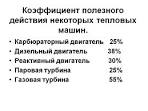 Коэффициент полезного
действия некоторых тепловых
машин.
• Карбюраторный двигатель 25%
• Дизельный двигатель 38%
• Реактивный двигатель 30%
• Паровая турбина 25%
• Газовая турбина 55%